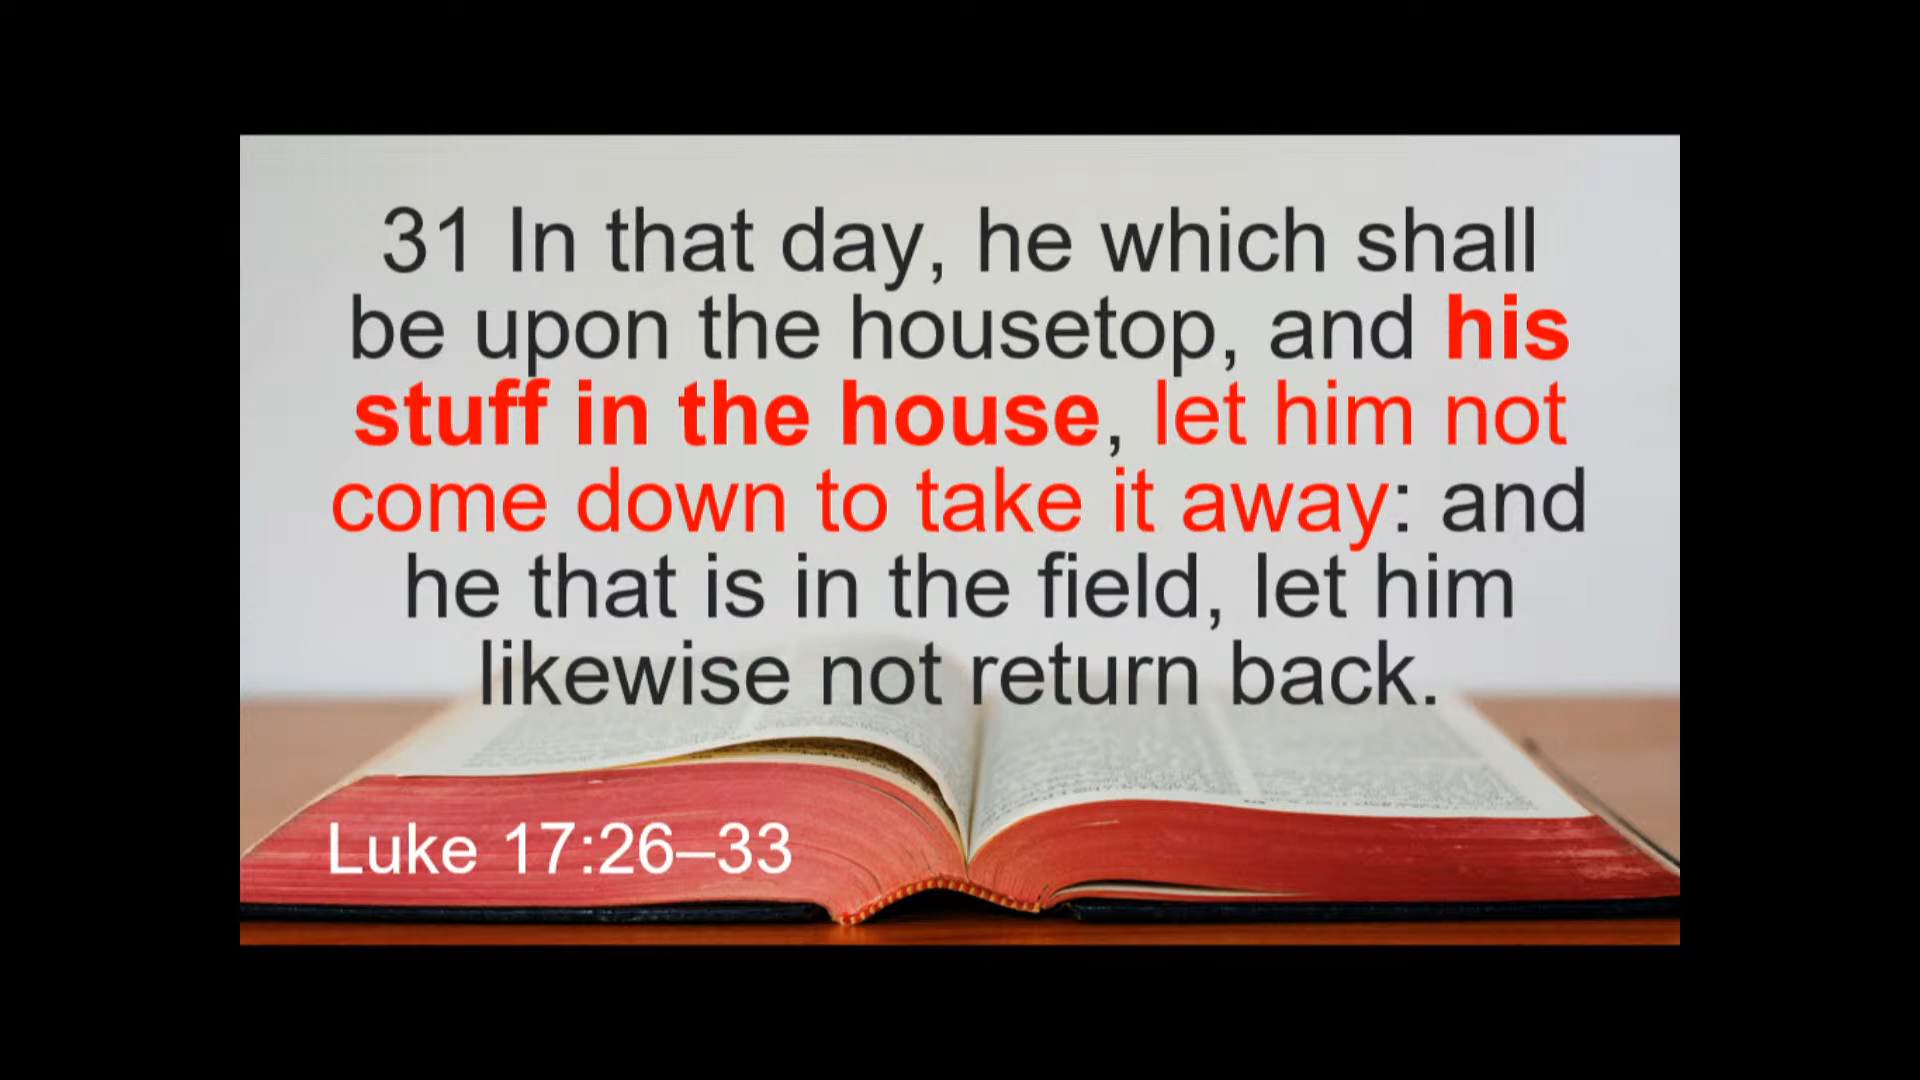 31 In that day, he which shall
be upon the housetop, and his
stuff in the house, let him not
come down to take it away: and
he that is in the field, let him
likewise not return back.
Luke 17:26–33